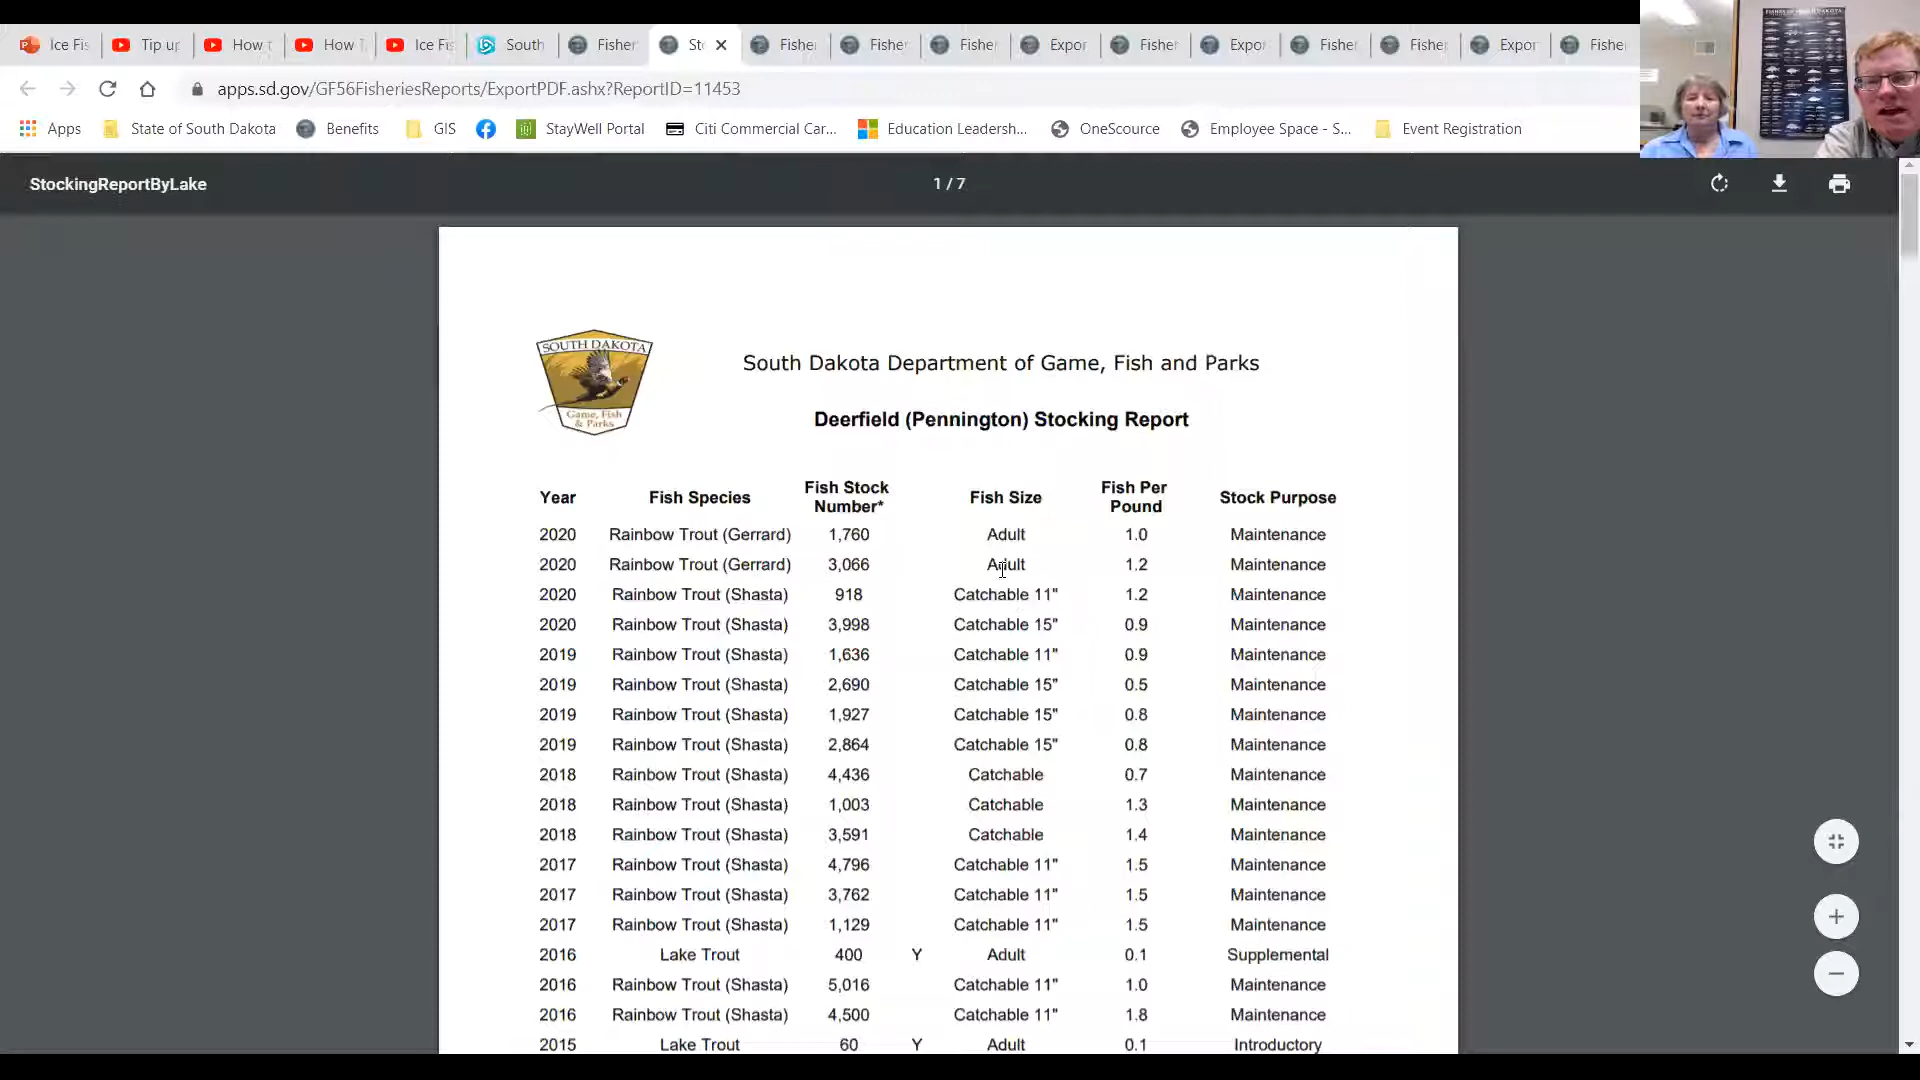 Ice Fis
Tip up
How t
How T
Ice Fis
South
Fisher
St
Fisher
Fisher
Fisher
Expor
Fisher
Expo
Fisher
Fisher
Expor
Fishe
apps.sd.gov/GF56FisheriesReports/ExportPDF.ashx?ReportID=11453
Apps State of South Dakota Benefits GIS StayWell Portal Citi Commercial Car... Education Leadersh... OneSource Employee Space - S... Event Registration
StockingReportByLake 1 / 7
SOUTH DAKOTA
Game, Fish
& Parks
South Dakota Department of Game, Fish and Parks
Deerfield (Pennington) Stocking Report
Year Fish Species Fish Stock Number* Fish Size Fish Per Pound Stock Purpose
2020 Rainbow Trout (Gerrard) 1,760 Adult 1.0 Maintenance
2020 Rainbow Trout (Gerrard) 3,066 Adult 1.2 Maintenance
2020 Rainbow Trout (Shasta) 918 Catchable 11" 1.2 Maintenance
2020 Rainbow Trout (Shasta) 3,998 Catchable 15" 0.9 Maintenance
2019 Rainbow Trout (Shasta) 1,636 Catchable 11" 0.9 Maintenance
2019 Rainbow Trout (Shasta) 2,690 Catchable 15" 0.5 Maintenance
2019 Rainbow Trout (Shasta) 1,927 Catchable 15" 0.8 Maintenance
2019 Rainbow Trout (Shasta) 2,864 Catchable 15" 0.8 Maintenance
2018 Rainbow Trout (Shasta) 4,436 Catchable 0.7 Maintenance
2018 Rainbow Trout (Shasta) 1,003 Catchable 1.3 Maintenance
2018 Rainbow Trout (Shasta) 3,591 Catchable 1.4 Maintenance
2017 Rainbow Trout (Shasta) 4,796 Catchable 11" 1.5 Maintenance
2017 Rainbow Trout (Shasta) 3,762 Catchable 11" 1.5 Maintenance
2017 Rainbow Trout (Shasta) 1,129 Catchable 11" 1.5 Maintenance
2016 Lake Trout 400 Y Adult 0.1 Supplemental
2016 Rainbow Trout (Shasta) 5,016 Catchable 11" 1.0 Maintenance
2016 Rainbow Trout (Shasta) 4,500 Catchable 11" 1.8 Maintenance
2015 Lake Trout 60 Y Adult 0.1 Introductory